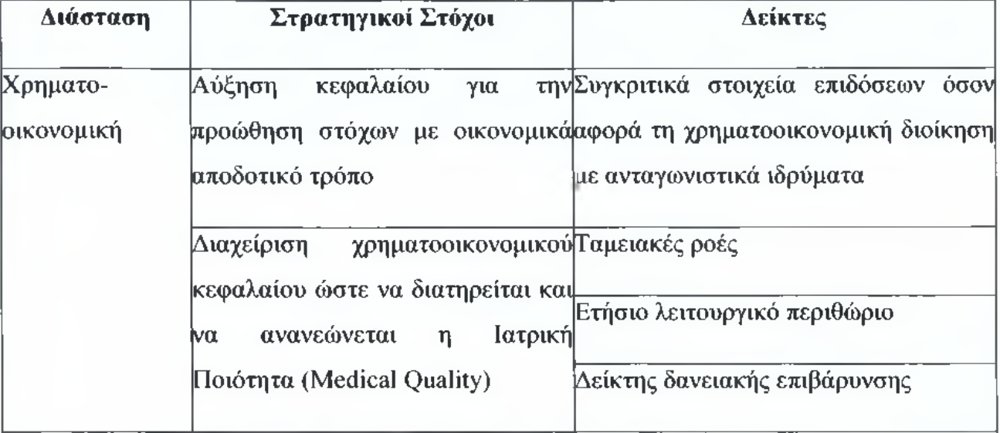 Διάσταση
Στρατηγικοί Στόχοι
Δείκτες
Χρηματο-
οικονομική
Αύξηση κεφαλαίου για την
προώθηση στόχων με οικονομικά
αποδοτικό τρόπο
Συγκριτικά στοιχεία επιδόσεων όσον
αφορά τη χρηματοοικονομική διοίκηση
με ανταγωνιστικά ιδρύματα
Διαχείριση χρηματοοικονομικού
κεφαλαίου ώστε να διατηρείται και
να ανανεώνεται η Ιατρική
Ποιότητα (Medical Quality)
Ταμειακές ροές
Ετήσιο λειτουργικό περιθώριο
Δείκτης δανειακής επιβάρυνσης